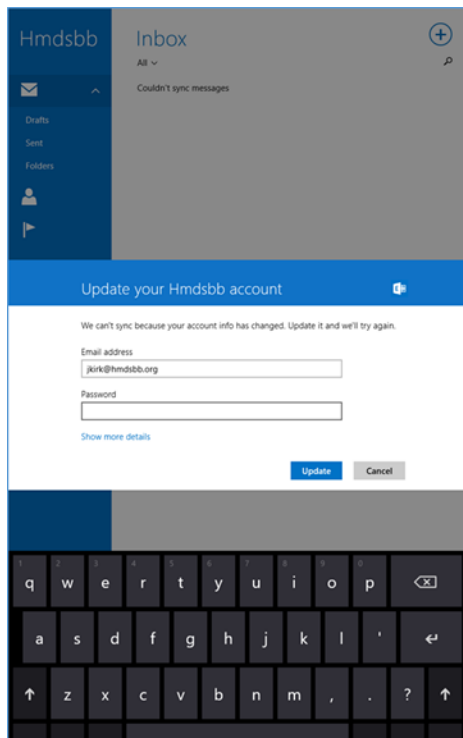 Hmdsbb
Inbox
All
Couldn't sync messages
Drafts
Sent
Folders
Update your Hmdsbb account
We can't sync because your account info has changed. Update it and we'll try again.
Email address
jkirk@hmdsbb.org
Password
Show more details
Update Cancel
1 2 3 4 5 6 7 8 9 0
q w e r t y u i o p
a s d f g h j k l '
z x c v b n m , . ?